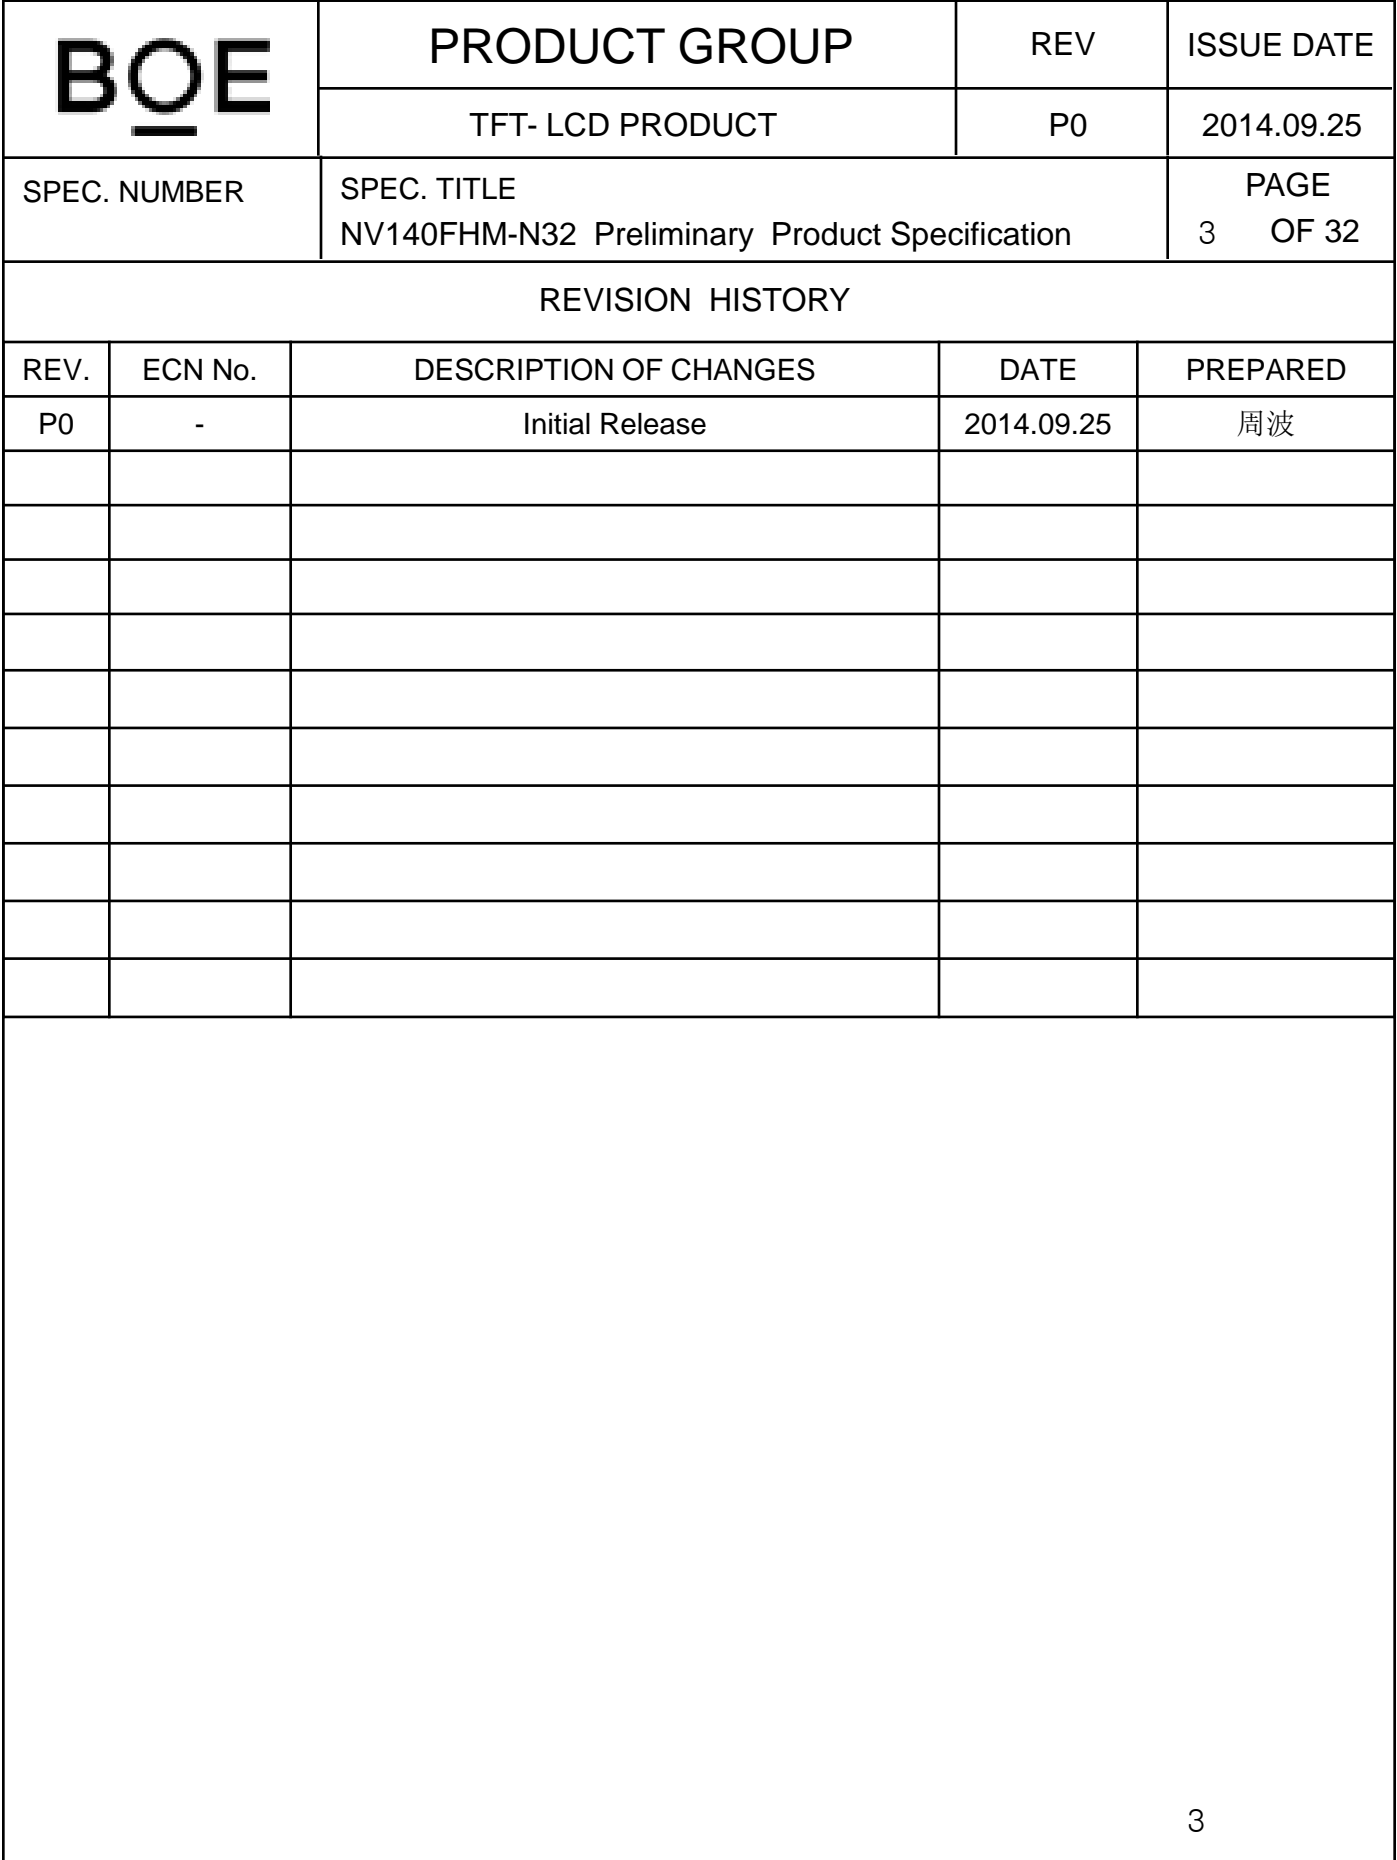 BOE
PRODUCT GROUP
REV
ISSUE DATE
TFT- LCD PRODUCT
P0
2014.09.25
SPEC. NUMBER
SPEC. TITLE
NV140FHM-N32 Preliminary Product Specification
PAGE
3 OF 32
REVISION HISTORY
REV. ECN No. DESCRIPTION OF CHANGES DATE PREPARED
P0 - Initial Release 2014.09.25 周波
3